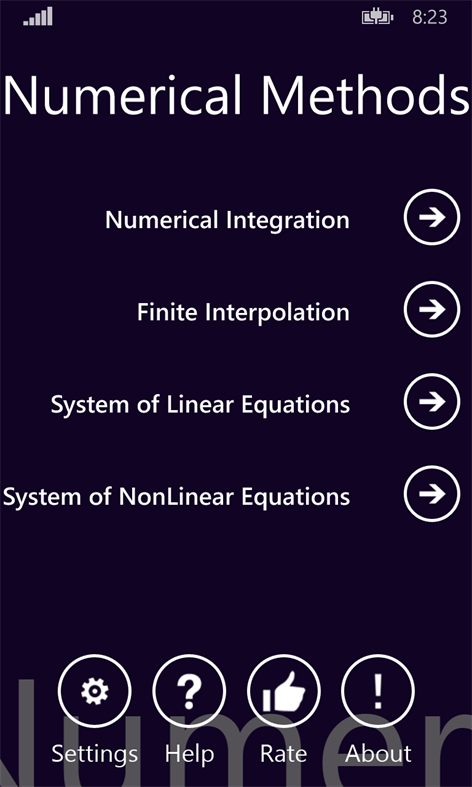 8:23
Numerical Methods
Numerical Integration
Finite Interpolation
System of Linear Equations
System of NonLinear Equations
Numer
Settings Help Rate About